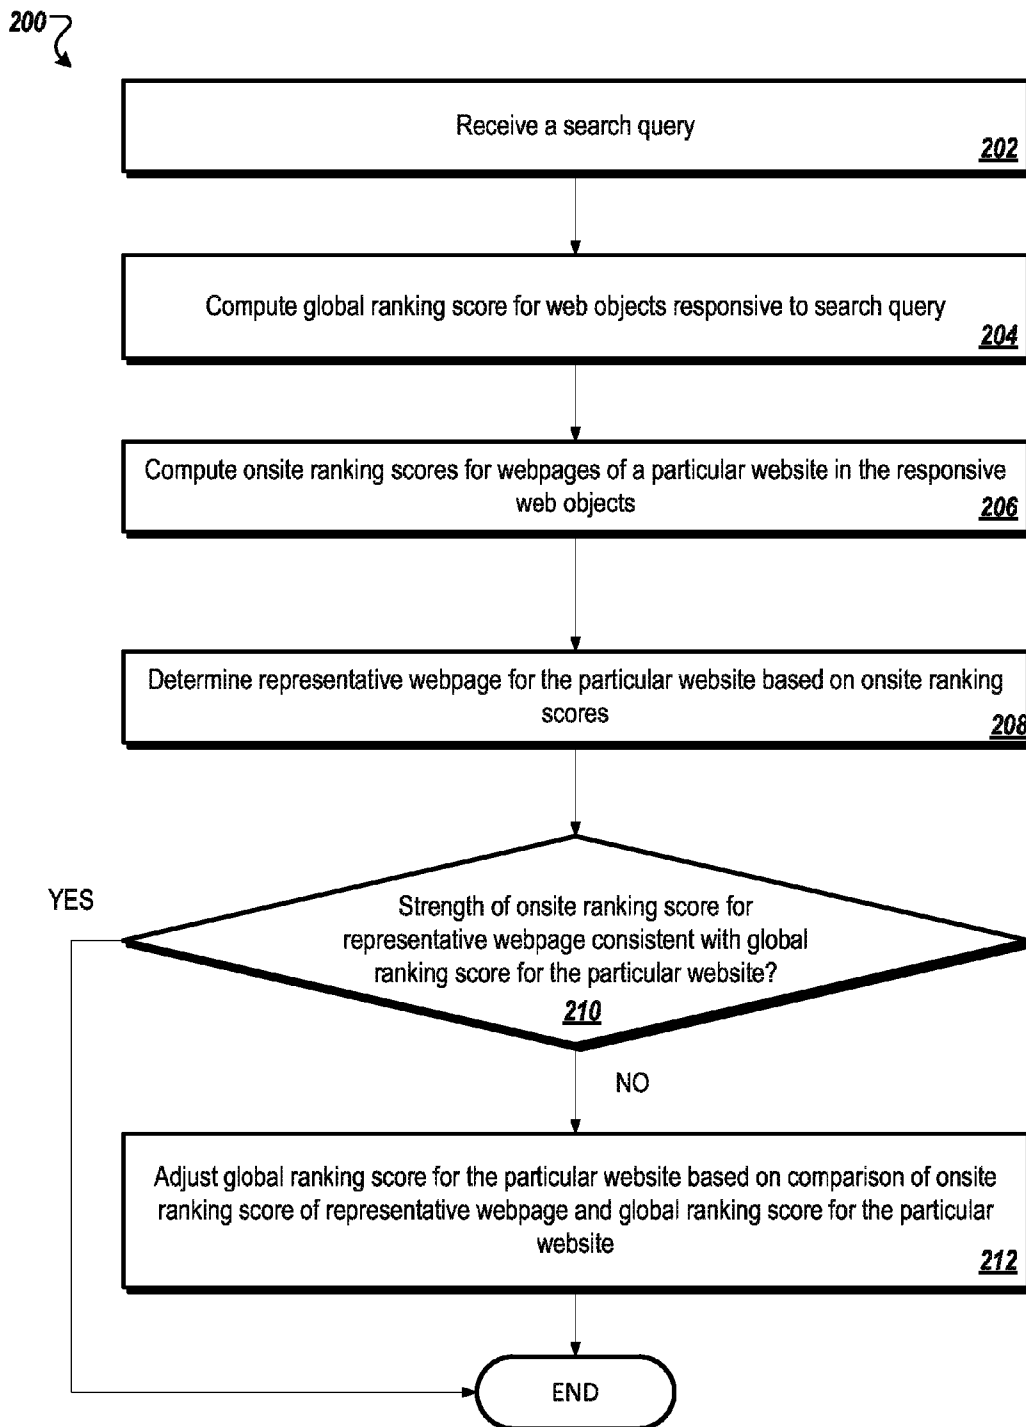 200
Receive a search query
202
Compute global ranking score for web objects responsive to search query
204
Compute onsite ranking scores for webpages of a particular website in the responsive
web objects
206
Determine representative webpage for the particular website based on onsite ranking
scores
208
YES
Strength of onsite ranking score for
representative webpage consistent with global
ranking score for the particular website?
210
NO
Adjust global ranking score for the particular website based on comparison of onsite
ranking score of representative webpage and global ranking score for the particular
website
212
END